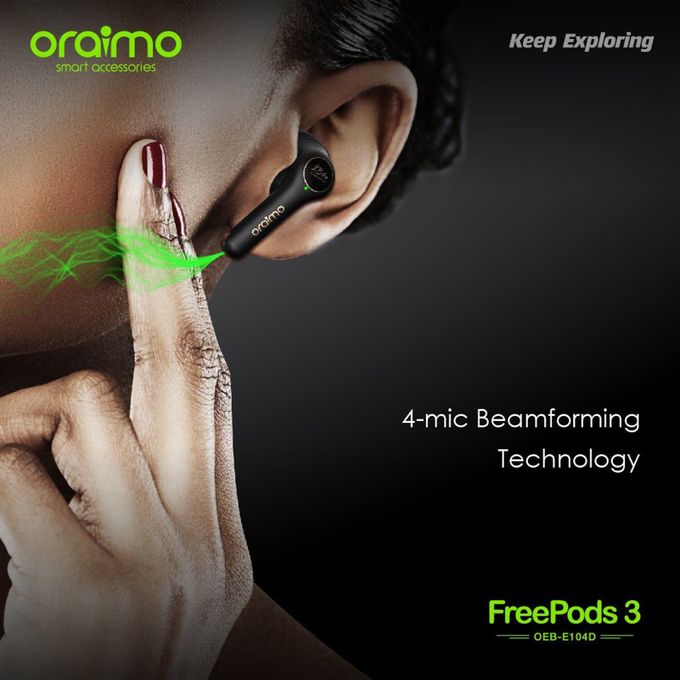 oraimo
smart accessories
Keep Exploring
oraimo
4-mic Beamforming
Technology
FreePods 3
OEB-E104D